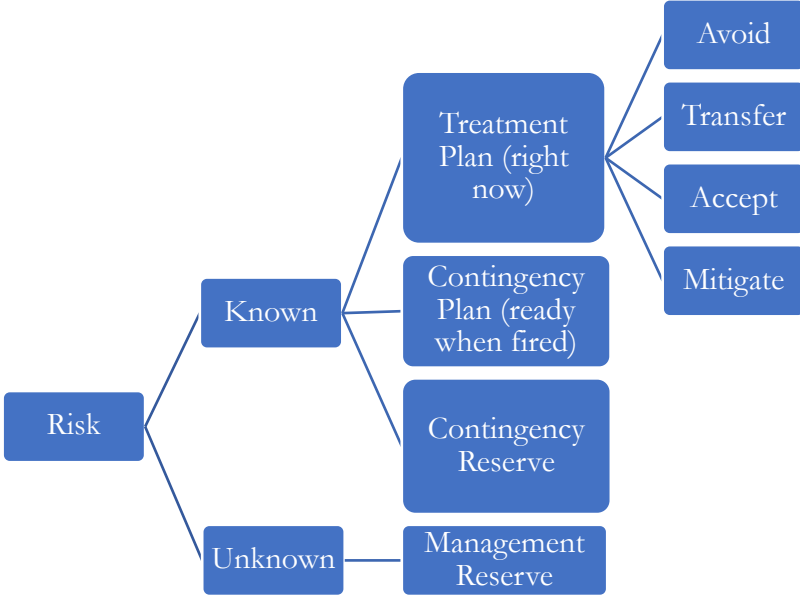 Risk
Known
Unknown
Treatment
Plan (right
now)
Contingency
Plan (ready
when fired)
Contingency
Reserve
Management
Reserve
Avoid
Transfer
Accept
Mitigate